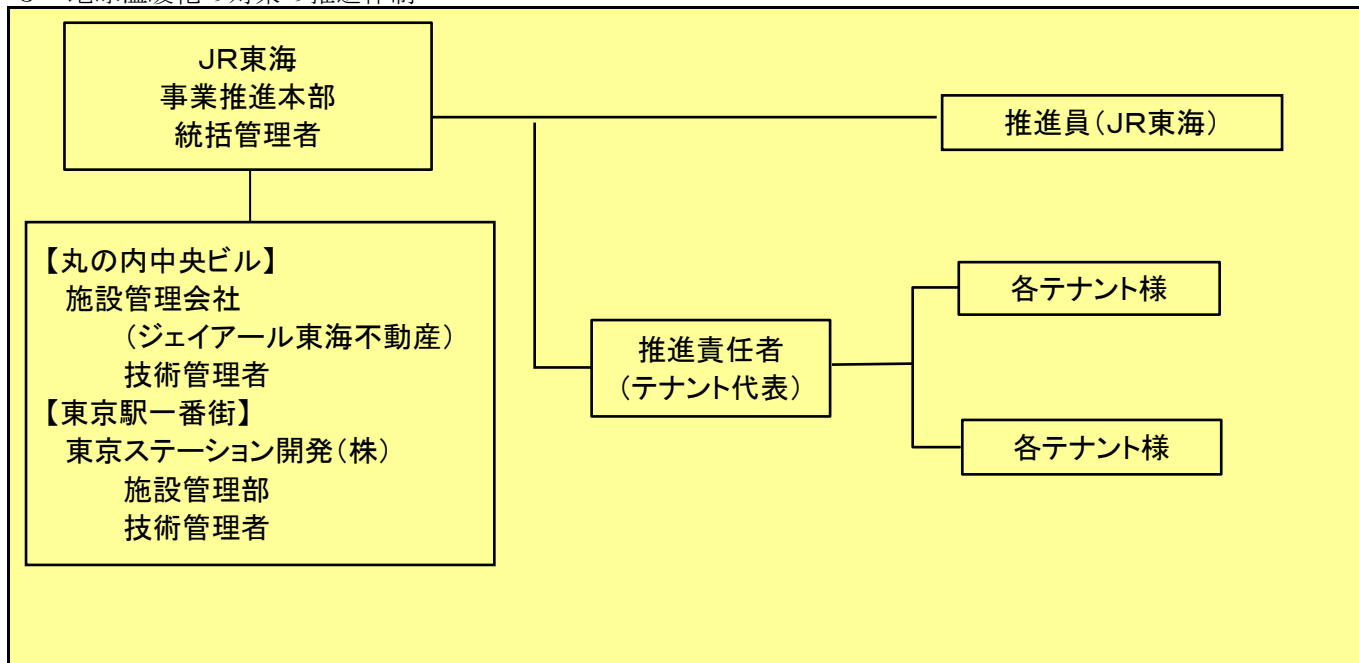 JR東海
事業推進本部
統括管理者
推進員(JR東海)
【丸の内中央ビル】
施設管理会社
(ジェイアール東海不動産)
技術管理者
【東京駅一番街】
東京ステーション開発(株)
施設管理部
技術管理者
推進責任者
(テナント代表)
各テナント様
各テナント様